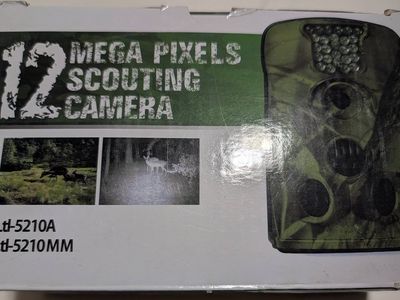 12 MEGA PIXELS
SCOUTING
CAMERA
Ltl-5210A
Ltl-5210MM